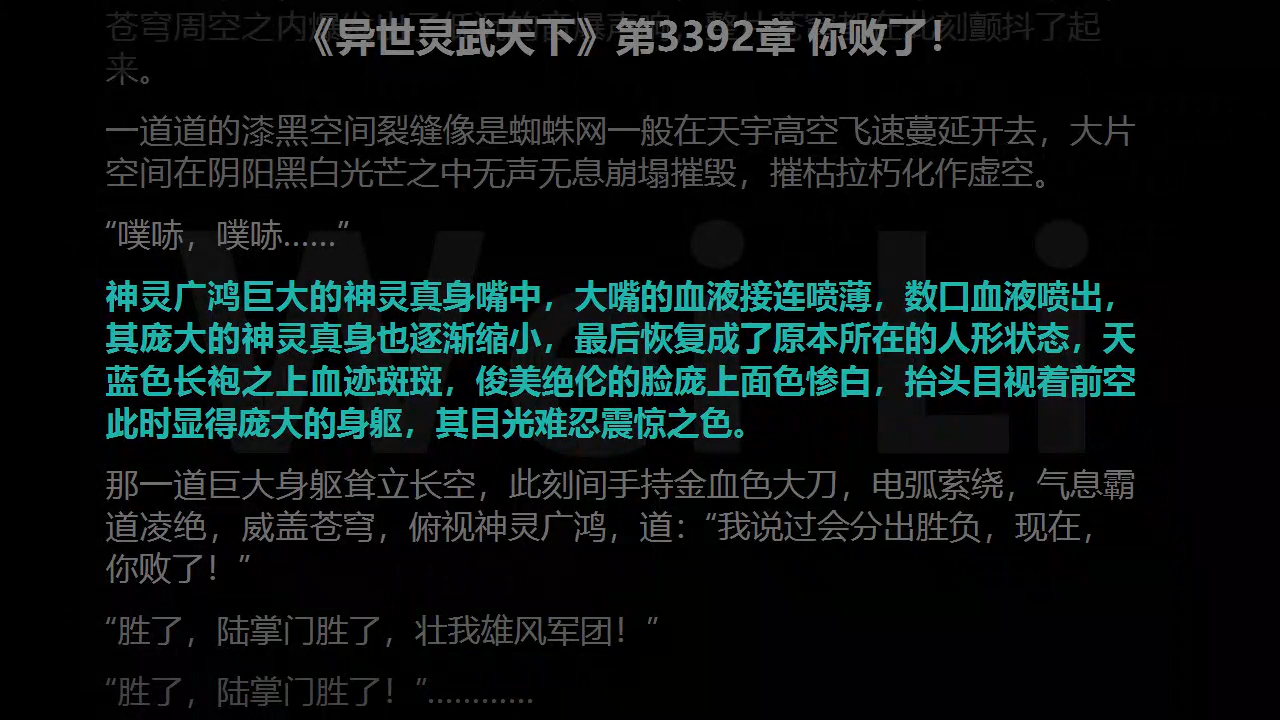 《异世灵武天下》第3392章 你败了!
来。
一道道的漆黑空间裂缝像是蜘蛛网一般在天宇高空飞速蔓延开去，大片
空间在阴阳黑白光芒之中无声无息崩塌摧毁，摧枯拉朽化作虚空。
“噗哧，噗哧……”
神灵广鸿巨大的神灵真身嘴中，大嘴的血液接连喷薄，数口血液喷出，
其庞大的神灵真身也逐渐缩小，最后恢复成了原本所在的人形状态，天
蓝色长袍之上血迹斑斑，俊美绝伦的脸庞上面色惨白，抬头目视着前空
此时显得庞大的身躯，其目光难忍震惊之色。
那一道巨大身躯耸立长空，此刻间手持金血色大刀，电弧萦绕，气息霸
道凌绝，威盖苍穹，俯视神灵广鸿，道：“我说过会分出胜负，现在，
你败了！”
“胜了，陆掌门胜了，壮我雄风军团！”
“胜了，陆掌门胜了！”…………
Wei Li